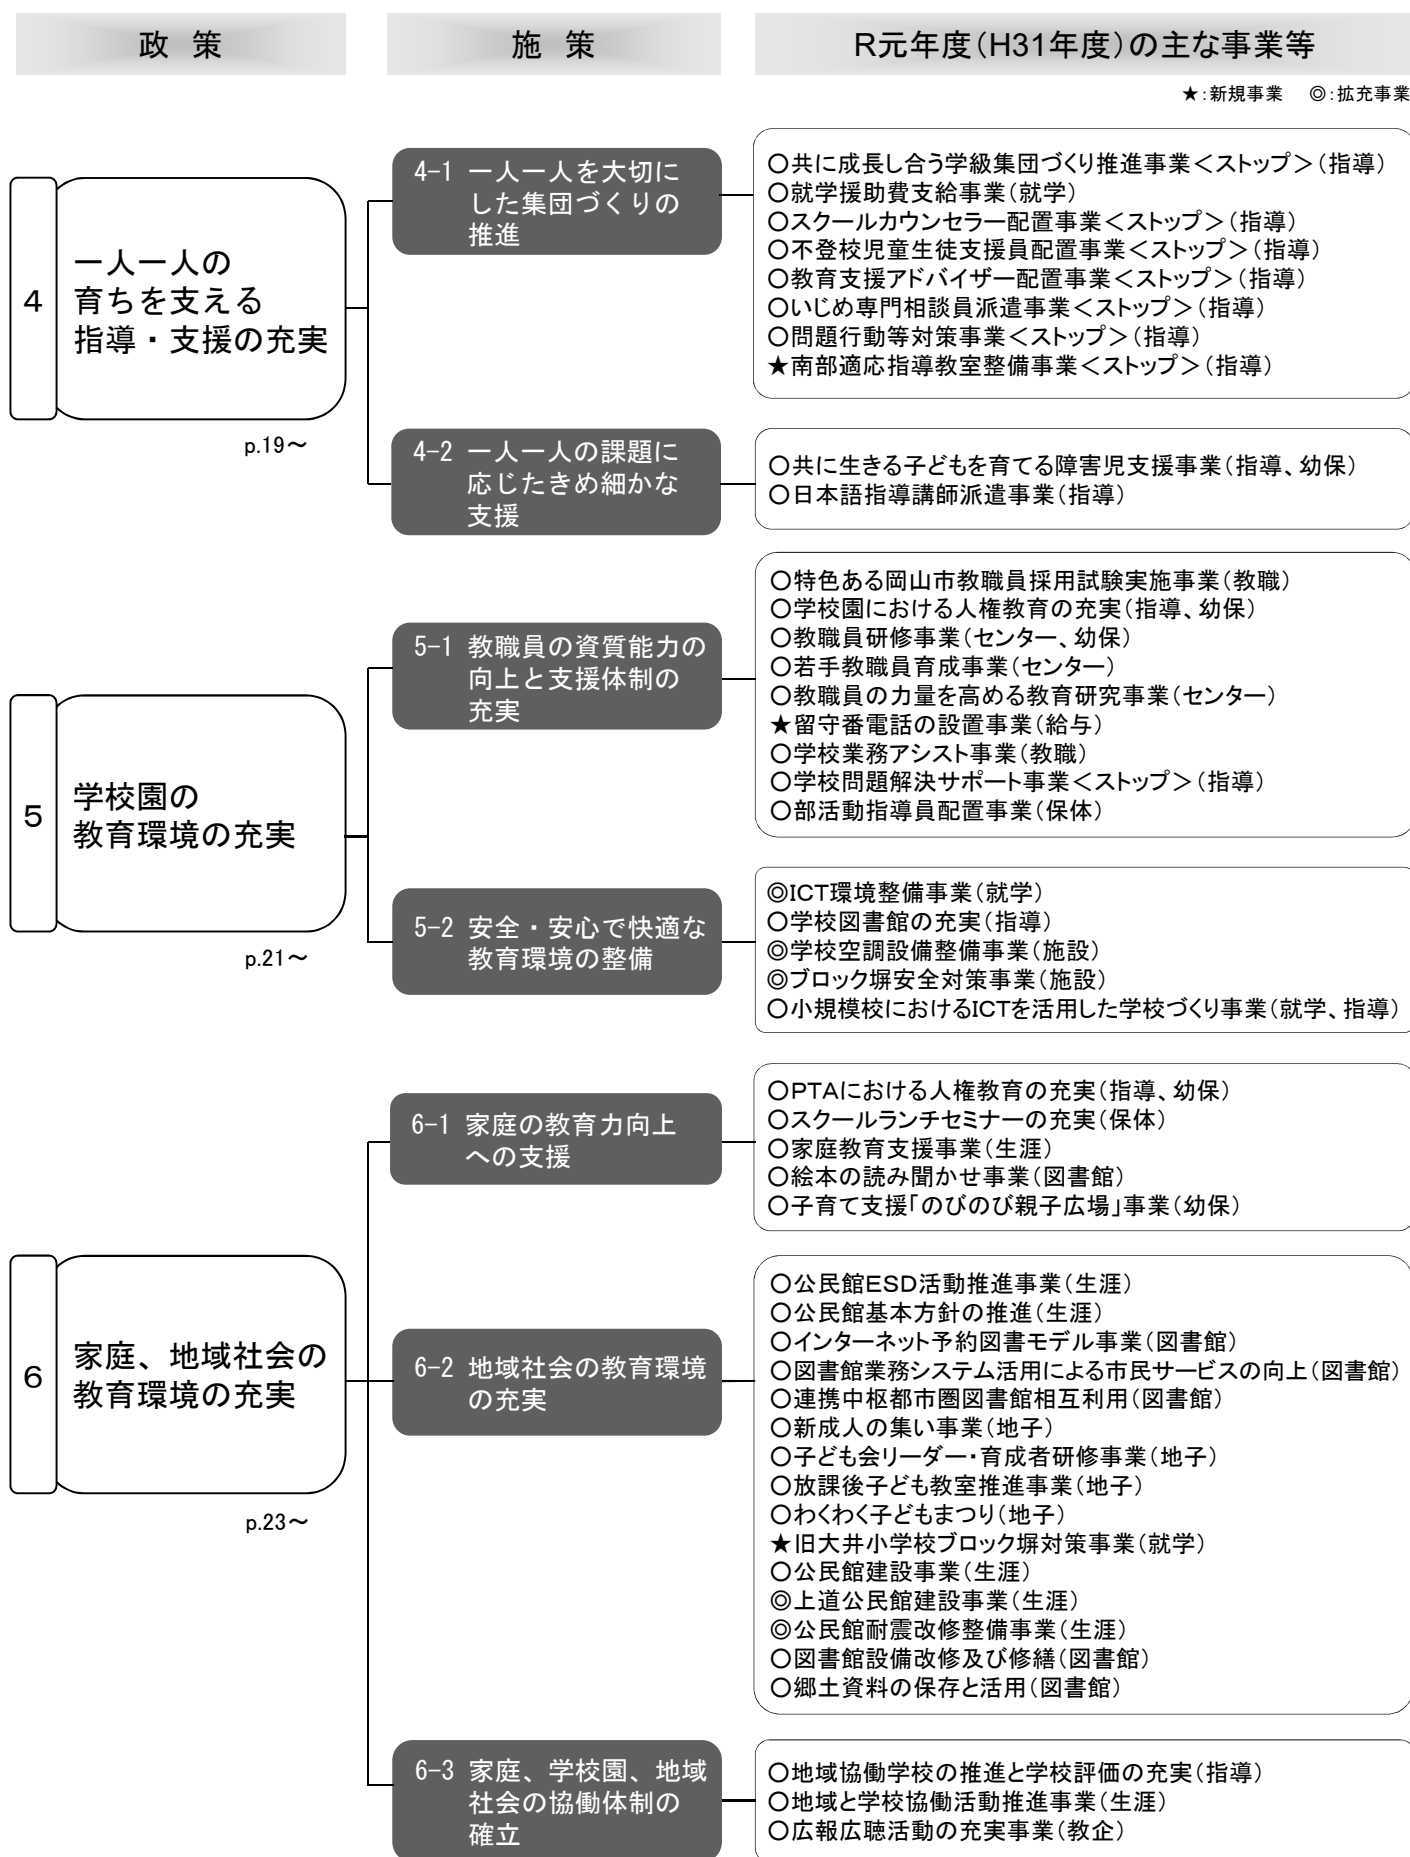 政 策
施 策
R元年度(H31年度)の主な事業等
★:新規事業 ◎:拡充事業
4
一人一人の
育ちを支える
指導・支援の充実
p.19～
4-1 一人一人を大切に
した集団づくりの
推進
〇共に成長し合う学級集団づくり推進事業＜ストップ＞(指導)
〇就学援助費支給事業(就学)
〇スクールカウンセラー配置事業＜ストップ＞(指導)
〇不登校児童生徒支援員配置事業＜ストップ＞(指導)
〇教育支援アドバイザー配置事業＜ストップ＞(指導)
〇いじめ専門相談員派遣事業＜ストップ＞(指導)
〇問題行動等対策事業＜ストップ＞(指導)
★南部適応指導教室整備事業＜ストップ＞(指導)
4-2 一人一人の課題に
応じたきめ細かな
支援
〇共に生きる子どもを育てる障害児支援事業(指導、幼保)
〇日本語指導講師派遣事業(指導)
5
学校園の
教育環境の充実
p.21～
5-1 教職員の資質能力の
向上と支援体制の
充実
〇特色ある岡山市教職員採用試験実施事業(教職)
〇学校園における人権教育の充実(指導、幼保)
〇教職員研修事業(センター、幼保)
〇若手教職員育成事業(センター)
〇教職員の力量を高める教育研究事業(センター)
★留守番電話の設置事業(給与)
〇学校業務アシスト事業(教職)
〇学校問題解決サポート事業＜ストップ＞(指導)
〇部活動指導員配置事業(保体)
5-2 安全・安心で快適な
教育環境の整備
◎ICT環境整備事業(就学)
〇学校図書館の充実(指導)
◎学校空調設備整備事業(施設)
◎ブロック塀安全対策事業(施設)
〇小規模校におけるICTを活用した学校づくり事業(就学、指導)
6
家庭、地域社会の
教育環境の充実
p.23～
6-1 家庭の教育力向上
への支援
〇PTAにおける人権教育の充実(指導、幼保)
〇スクールランチセミナーの充実(保体)
〇家庭教育支援事業(生涯)
〇絵本の読み聞かせ事業(図書館)
〇子育て支援「のびのび親子広場」事業(幼保)
6-2 地域社会の教育環境
の充実
〇公民館ESD活動推進事業(生涯)
〇公民館基本方針の推進(生涯)
〇インターネット予約図書モデル事業(図書館)
〇図書館業務システム活用による市民サービスの向上(図書館)
〇連携中枢都市圏図書館相互利用(図書館)
〇新成人の集い事業(地子)
〇子ども会リーダー・育成者研修事業(地子)
〇放課後子ども教室推進事業(地子)
〇わくわく子どもまつり(地子)
★旧大井小学校ブロック塀対策事業(就学)
〇公民館建設事業(生涯)
◎上道公民館建設事業(生涯)
◎公民館耐震改修整備事業(生涯)
〇図書館設備改修及び修繕(図書館)
〇郷土資料の保存と活用(図書館)
6-3 家庭、学校園、地域
社会の協働体制の
確立
〇地域協働学校の推進と学校評価の充実(指導)
〇地域と学校協働活動推進事業(生涯)
〇広報広聴活動の充実事業(教企)